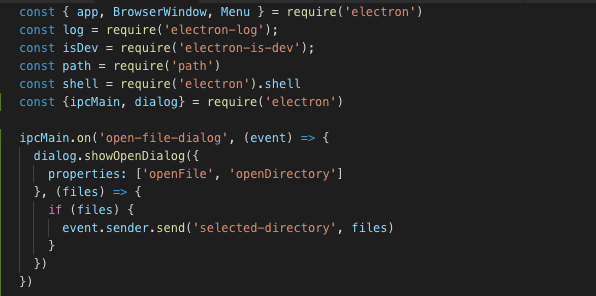 const { app, BrowserWindow, Menu } = require('electron')
const log = require('electron-log');
const isDev = require('electron-is-dev');
const path = require('path')
const shell = require('electron').shell
const {ipcMain, dialog} = require('electron')
ipcMain.on('open-file-dialog', (event) => {
  dialog.showOpenDialog({
    properties: ['openFile', 'openDirectory']
  }, (files) => {
    if (files) {
      event.sender.send('selected-directory', files)
    }
  })
})